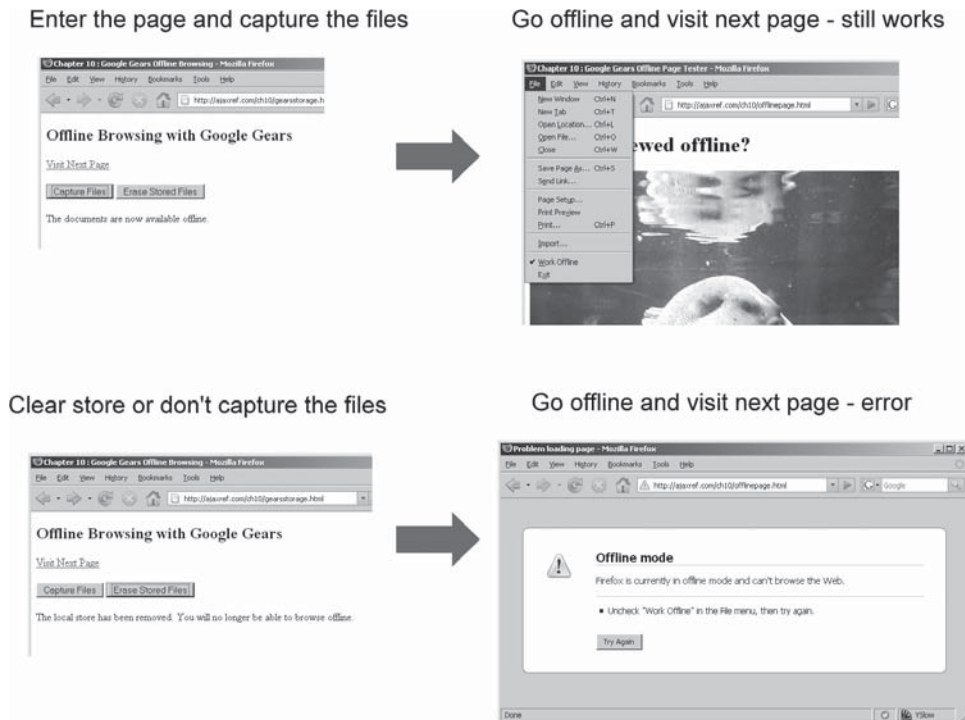 Enter the page and capture the files
Go offline and visit next page - still works
Chapter 10 : Google Gears Offline Browsing - Mozilla Firefox
File Edit View History Bookmarks Tools Help
http://ajaxref.com/ch10/gearsstorage.h
Offline Browsing with Google Gears
Visit Next Page
Capture Files Erase Stored Files
The documents are now available offline.
Chapter 10 : Google Gears Offline Page Tester - Mozilla Firefox
File Edit View History Bookmarks Tools Help
http://ajaxref.com/ch10/offlinepage.html
New Window Ctrl+N
New Tab Ctrl+T
Open Location... Ctrl+L
Open File... Ctrl+O
Close Ctrl+W
Save Page As... Ctrl+S
Send Link...
Page Setup...
Print Preview
Print... Ctrl+P
Import...
Work Offline
Exit
ewed offline?
Clear store or don't capture the files
Go offline and visit next page - error
Chapter 10 : Google Gears Offline Browsing - Mozilla Firefox
File Edit View History Bookmarks Tools Help
http://ajaxref.com/ch10/gearsstorage.html
Offline Browsing with Google Gears
Visit Next Page
Capture Files Erase Stored Files
The local store has been removed. You will no longer be able to browse offline.
Problem loading page - Mozilla Firefox
File Edit View History Bookmarks Tools Help
http://ajaxref.com/ch10/offlinepage.html
Google
Offline mode
Firefox is currently in offline mode and can't browse the Web.
Uncheck "Work Offline" in the File menu, then try again.
Try Again
Done
YSlow